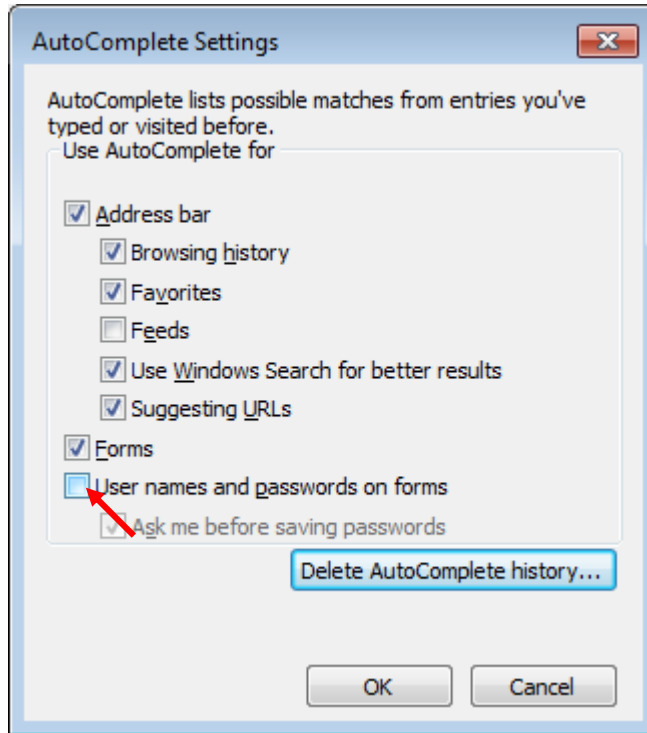 AutoComplete Settings
AutoComplete lists possible matches from entries you've
typed or visited before.
Use AutoComplete for
Address bar
Browsing history
Favorites
Feeds
Use Windows Search for better results
Suggesting URLs
Forms
User names and passwords on forms
Ask me before saving passwords
Delete AutoComplete history...
OK
Cancel